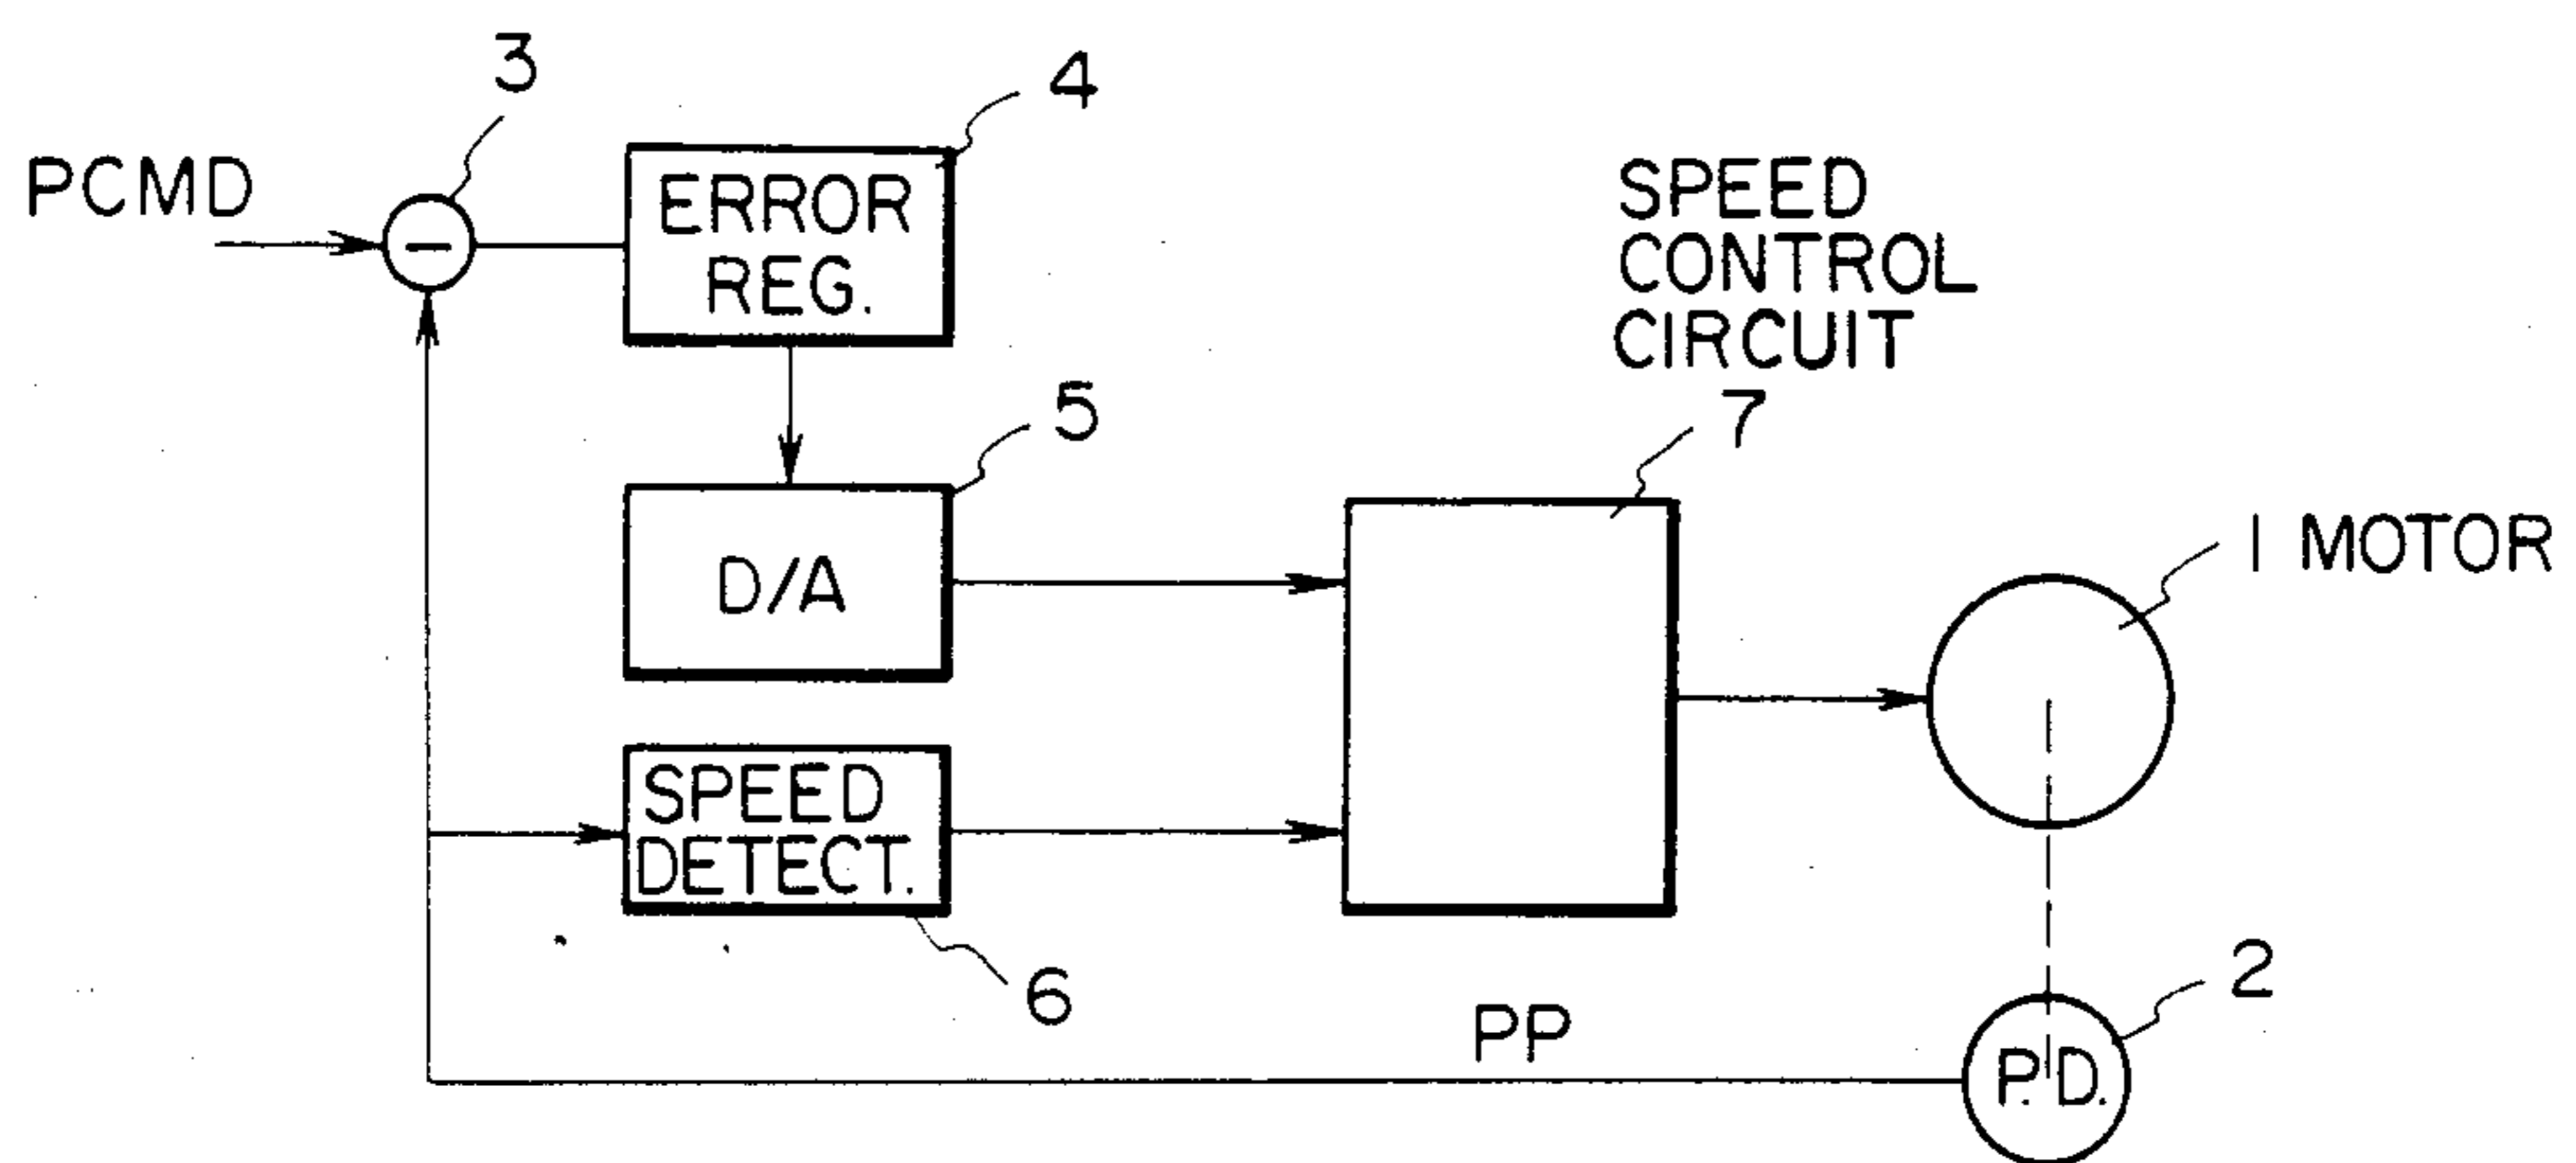 3
4
PCMD
ERROR
REG.
SPEED
CONTROL
CIRCUIT
7
5
D/A
1 MOTOR
SPEED
DETECT.
6
PP
2
P.D.